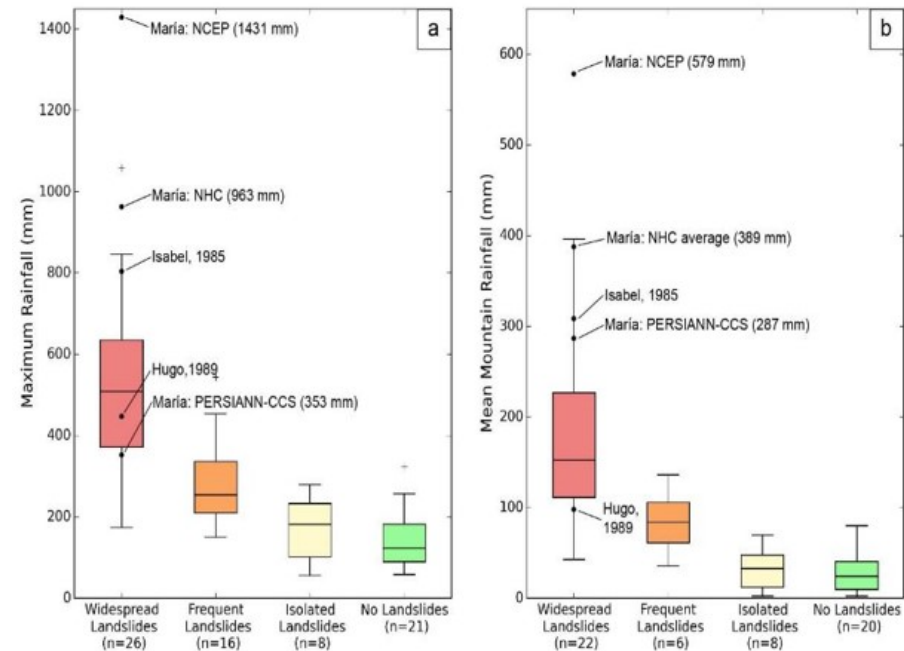 a
1400
1200
1000
800
600
400
200
0
Maximum Rainfall (mm)
María: NCEP (1431 mm)
María: NHC (963 mm)
Isabel, 1985
Hugo,1989
María: PERSIANN-CCS (353 mm)
Widespread
Landslides
(n=26)
Frequent
Landslides
(n=16)
Isolated
Landslides
(n=8)
No Landslides
(n=21)
b
600
500
400
300
200
100
0
Mean Mountain Rainfall (mm)
María: NCEP (579 mm)
María: NHC average (389 mm)
Isabel, 1985
María: PERSIANN-CCS (287 mm)
Hugo,
1989
Widespread
Landslides
(n=22)
Frequent
Landslides
(n=6)
Isolated
Landslides
(n=8)
No Landslides
(n=20)